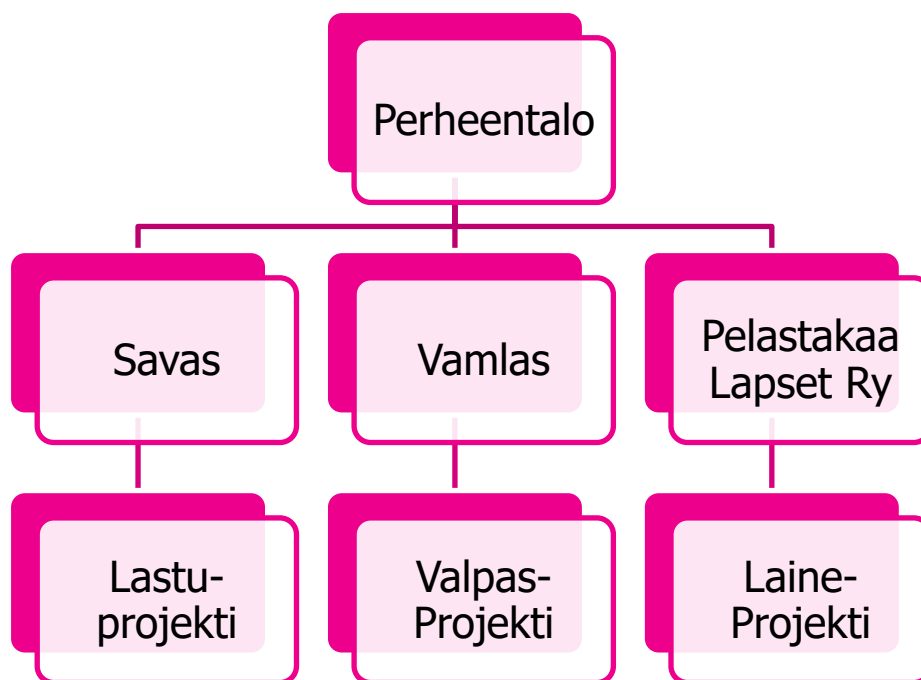 Perheentalo
Savas
Vamlas
Pelastakaa
Lapset Ry
Lastu-
projekti
Valpas-
Projekti
Laine-
Projekti